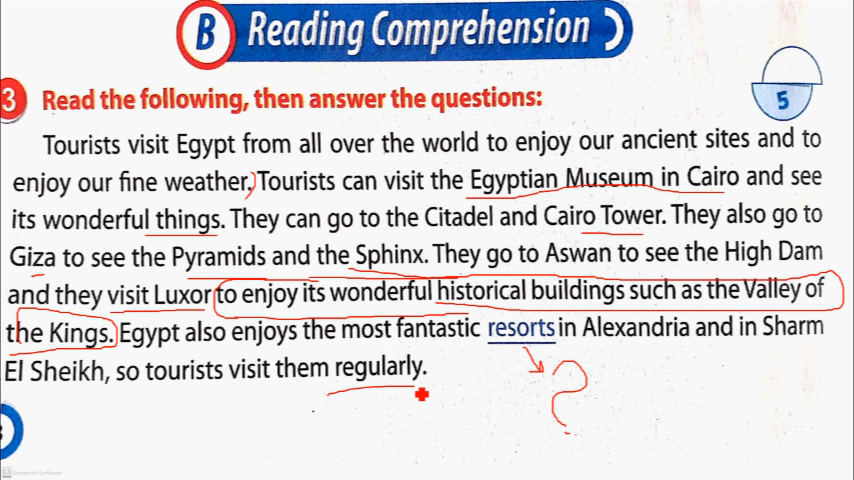 B Reading Comprehension
3 Read the following, then answer the questions:
5
Tourists visit Egypt from all over the world to enjoy our ancient sites and to
enjoy our fine weather. Tourists can visit the Egyptian Museum in Cairo and see
its wonderful things. They can go to the Citadel and Cairo Tower. They also go to
Giza to see the Pyramids and the Sphinx. They go to Aswan to see the High Dam
and they visit Luxor to enjoy its wonderful historical buildings such as the Valley of
the Kings. Egypt also enjoys the most fantastic resorts in Alexandria and in Sharm
El Sheikh, so tourists visit them regularly.
?